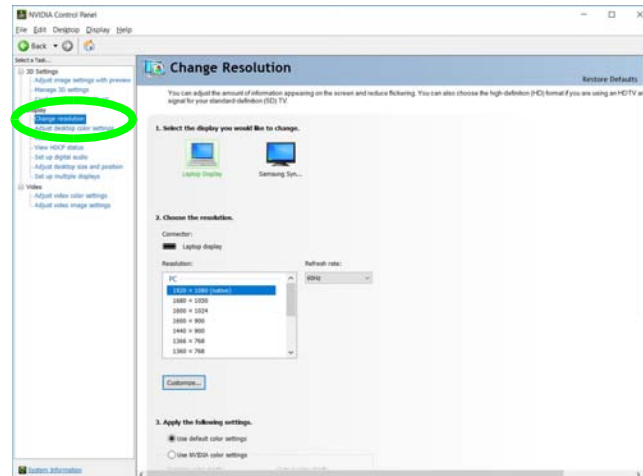 NVIDIA Control Panel
File Edit Desktop Display Help
Back
Select a Task...
3D Settings
Adjust image settings with preview
Manage 3D settings
Change resolution
Adjust desktop color settings
View HDCP status
Set up digital audio
Adjust desktop size and position
Set up multiple displays
Video
Adjust video color settings
Adjust video image settings
System Information
Change Resolution
Restore Defaults
You can adjust the amount of information appearing on the screen and reduce flickering. You can also choose the high-definition (HD) format if you are using an HDTV
signal for your standard-definition (SD) TV.
1. Select the display you would like to change.
Laptop Display
Samsung Syn...
2. Choose the resolution.
Connector:
Laptop display
Resolution:
Refresh rate:
PC
60Hz
1920 × 1080 (native)
1680 × 1050
1600 × 1024
1600 × 900
1440 × 900
1366 × 768
1360 × 768
Customize...
3. Apply the following settings.
Use default color settings
Use NVIDIA color settings